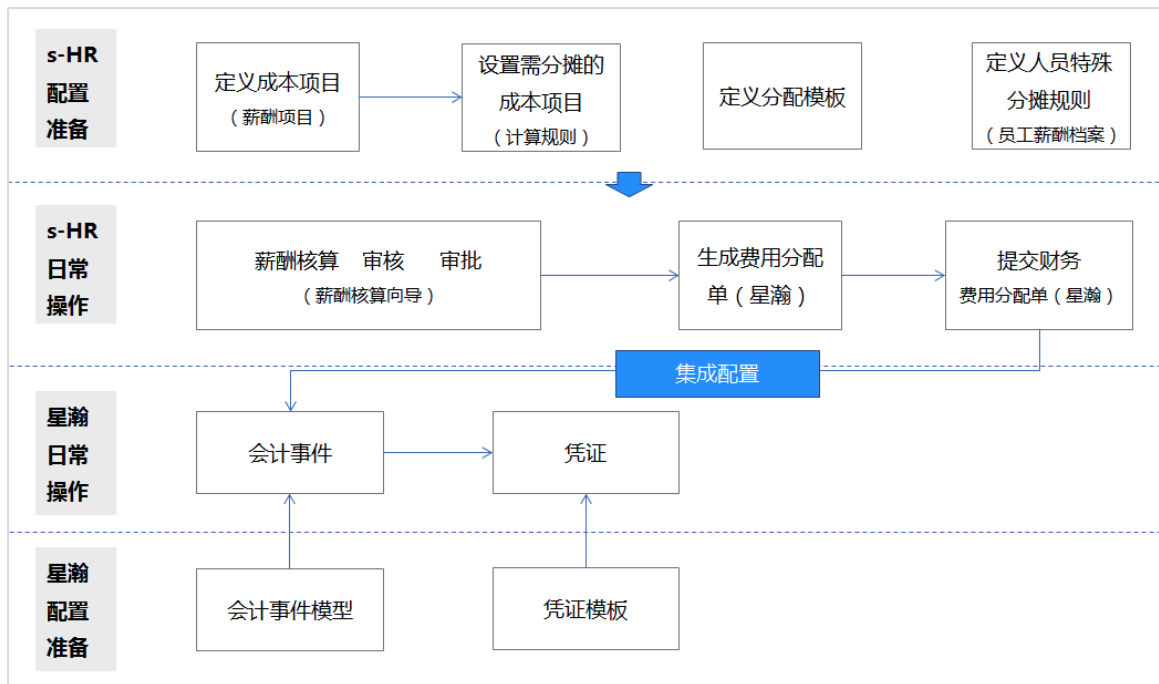 s-HR
配置
准备
定义成本项目
（薪酬项目）
设置需分摊的
成本项目
（计算规则）
定义分配模板
定义人员特殊
分摊规则
（员工薪酬档案）
s-HR
日常
操作
薪酬核算 审核 审批
（薪酬核算向导）
生成费用分配
单（星瀚）
提交财务
费用分配单（星瀚）
集成配置
星瀚
日常
操作
会计事件
凭证
星瀚
配置
准备
会计事件模型
凭证模板